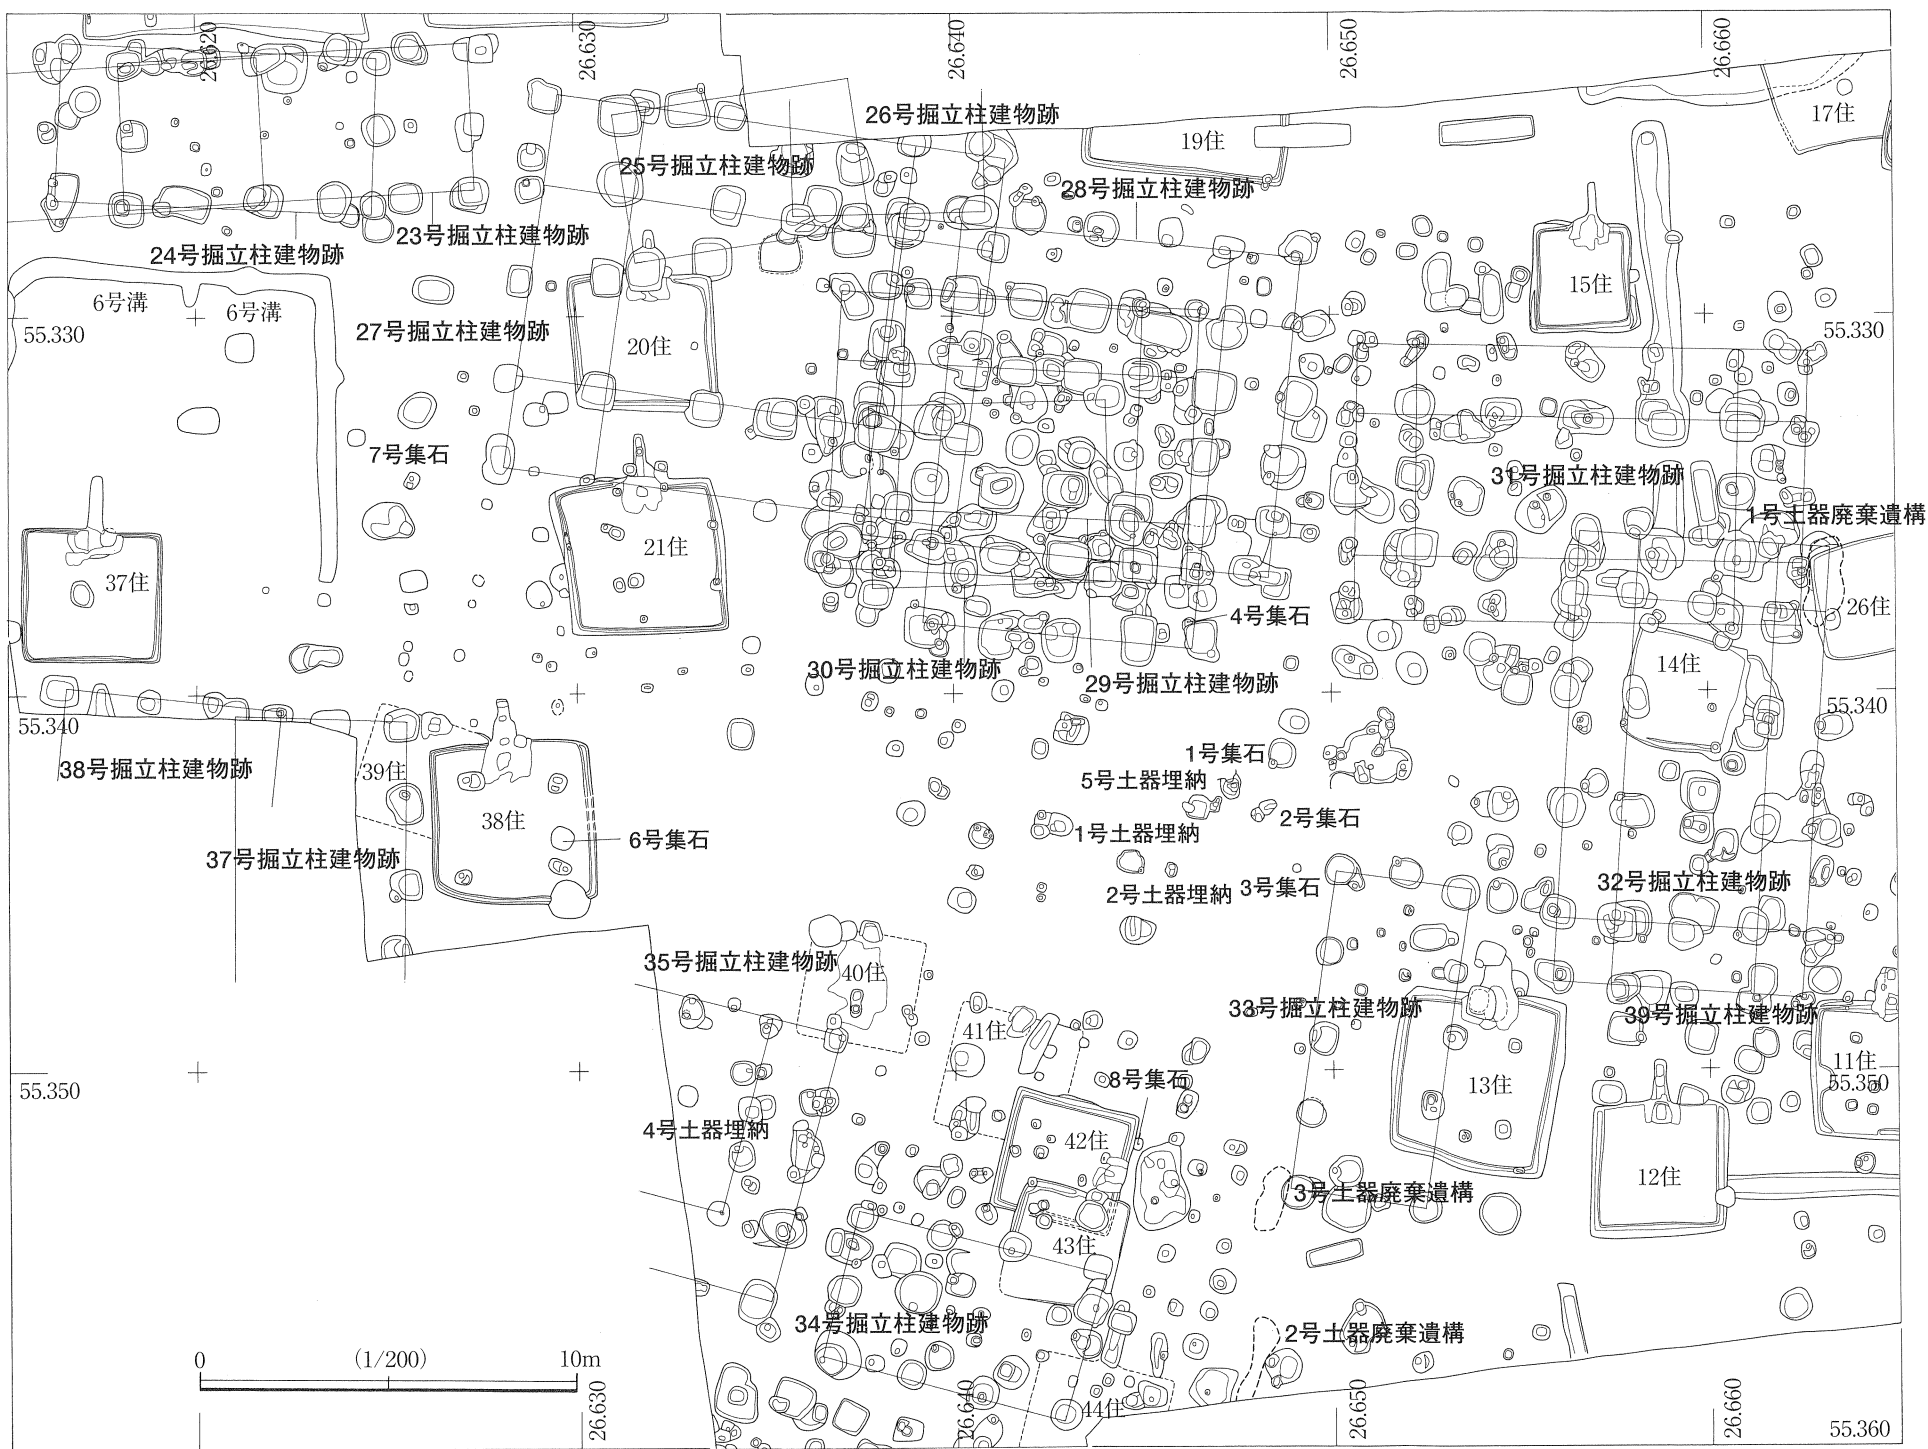 26.620
26.630
26.640
26.650
26.660
17住
26号掘立柱建物跡
19住
25号掘立柱建物跡
28号掘立柱建物跡
23号掘立柱建物跡
24号掘立柱建物跡
15住
6号溝
6号溝
55.330
27号掘立柱建物跡
20住
55.330
7号集石
31号掘立柱建物跡
1号土器廃棄遺構
21住
37住
26住
4号集石
30号掘立柱建物跡
29号掘立柱建物跡
14住
55.340
55.340
38号掘立柱建物跡
39住
1号集石
5号土器埋納
38住
6号集石
2号集石
1号土器埋納
37号掘立柱建物跡
2号土器埋納
3号集石
32号掘立柱建物跡
35号掘立柱建物跡
40住
33号掘立柱建物跡
39号掘立柱建物跡
41住
11住
55.350
8号集石
13住
55.350
4号土器埋納
42住
12住
3号土器廃棄遺構
43住
34号掘立柱建物跡
2号土器廃棄遺構
0 (1/200) 10m
44住
26.630
26.640
26.650
26.660
55.360